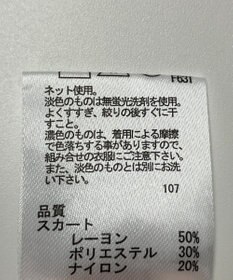 F631
ネット使用。
淡色のものは無蛍光洗剤を使用。
よくすすぎ、絞りの後すぐに干
すこと。
濃色のものは、着用による摩擦
で色落ちする事がありますので、
組み合せの衣服にご注意下さい。
また、淡色のものとは別にお洗
い下さい。
107
品質
スカート
レーヨン 50%
ポリエステル 30%
ナイロン 20%